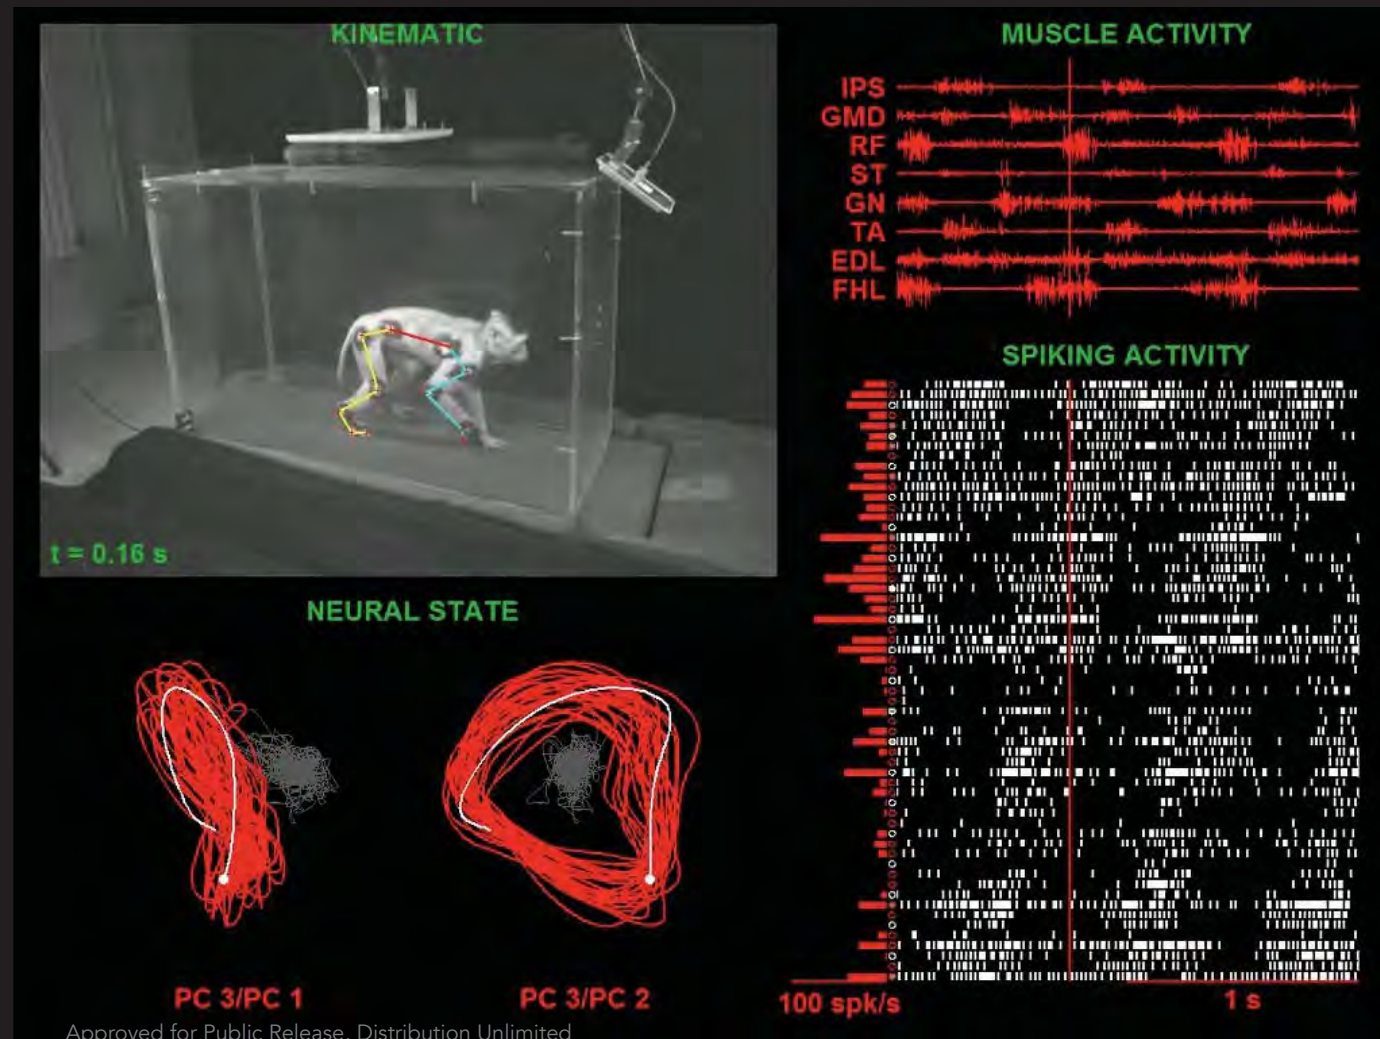 KINEMATIC
t = 0.16 s
MUSCLE ACTIVITY
IPS
GMD
RF
ST
GN
TA
EDL
FHL
SPIKING ACTIVITY
100 spk/s
1 s
NEURAL STATE
PC 3/PC 1
PC 3/PC 2
Approved for Public Release, Distribution Unlimited